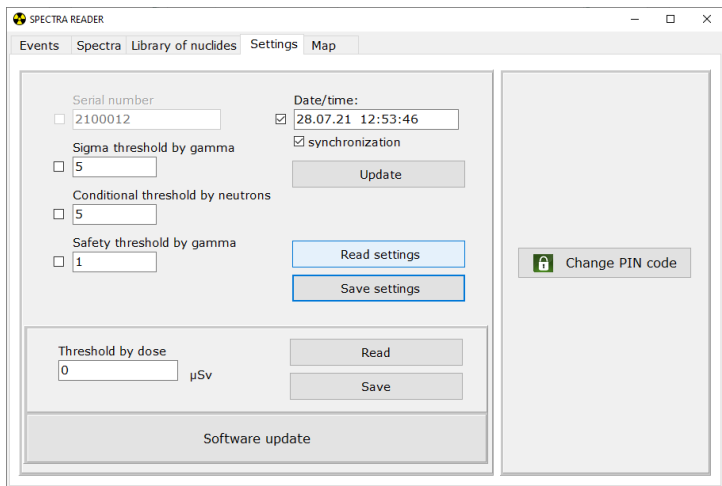 SPECTRA READER
Events Spectra Library of nuclides Settings Map
Serial number
2100012
Date/time:
28.07.21 12:53:46
synchronization
Sigma threshold by gamma
5
Update
Conditional threshold by neutrons
5
Safety threshold by gamma
1
Read settings
Save settings
Change PIN code
Threshold by dose
0
µSv
Read
Save
Software update